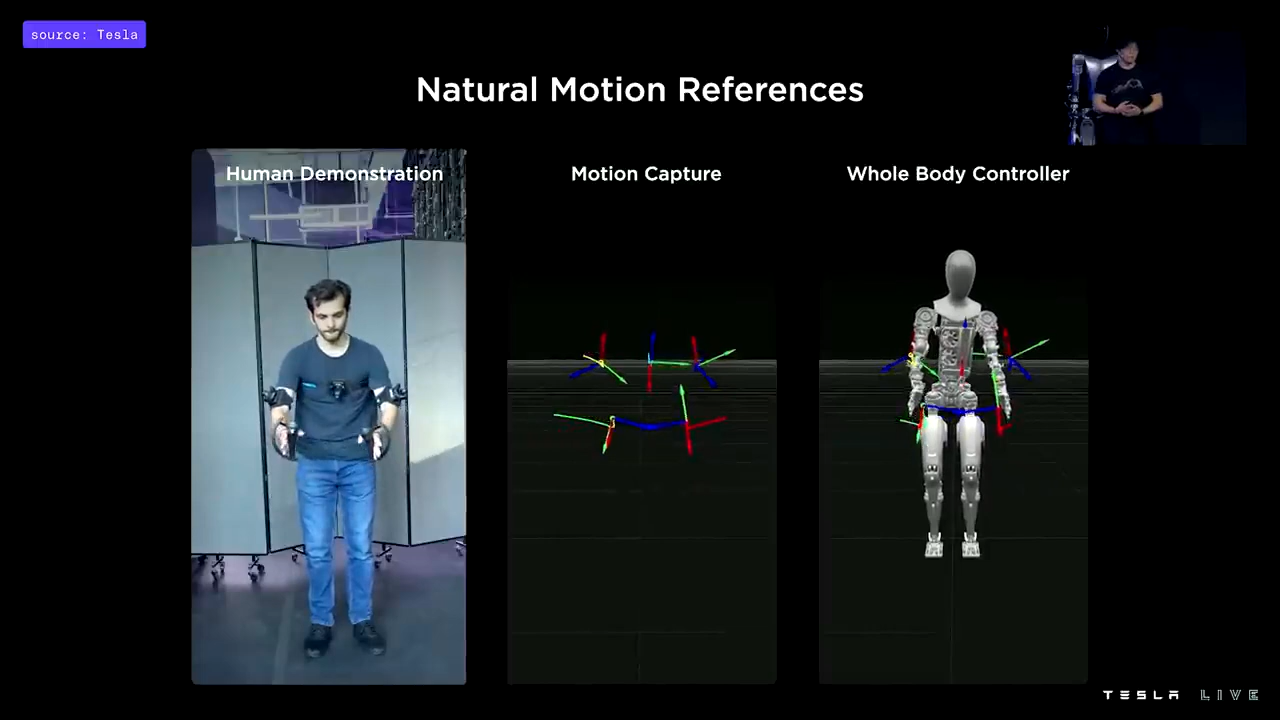 source: Tesla
Natural Motion References
Human Demonstration
Motion Capture
Whole Body Controller
TESLA LIVE